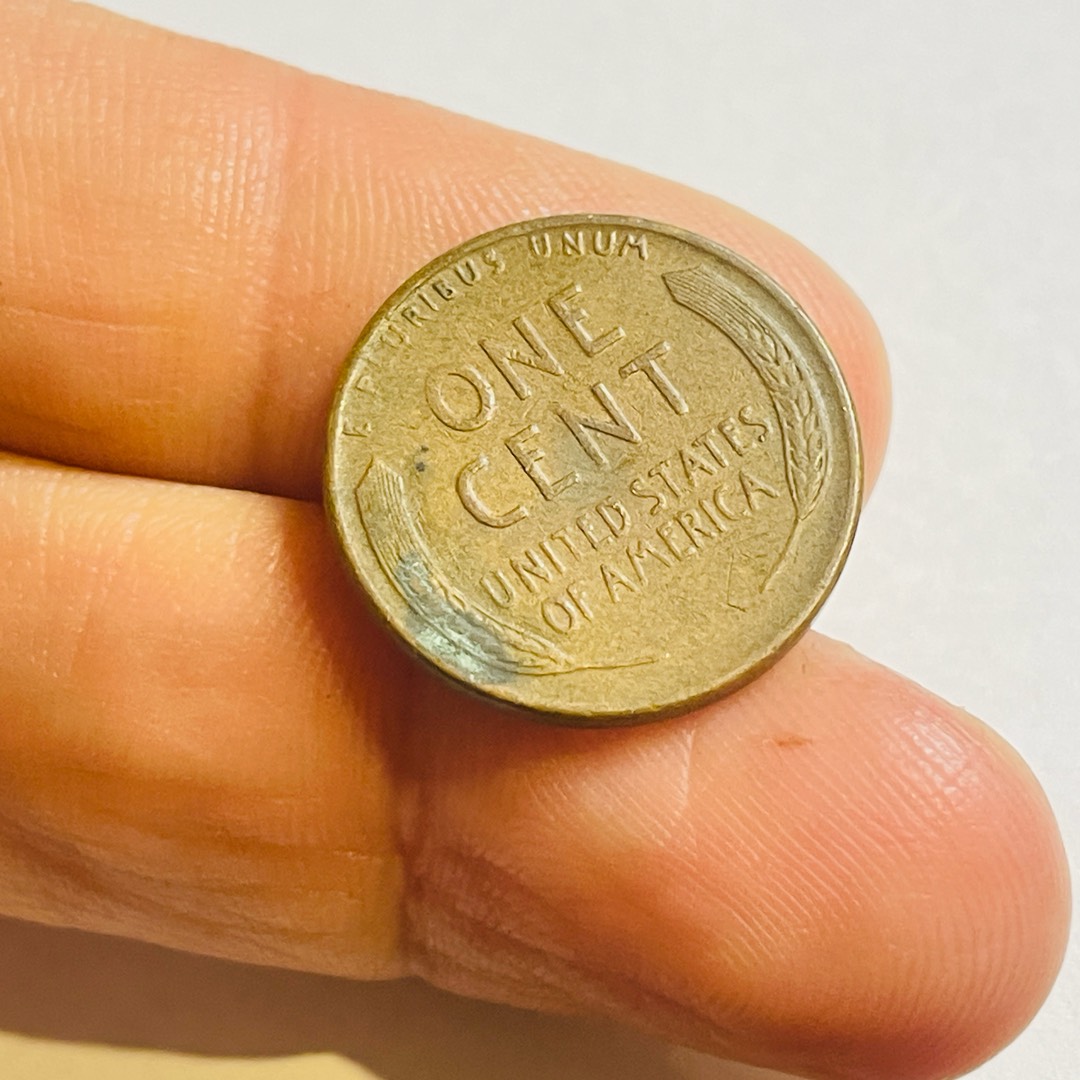 E PLURIBUS UNUM
ONE
CENT
UNITED STATES
OF AMERICA